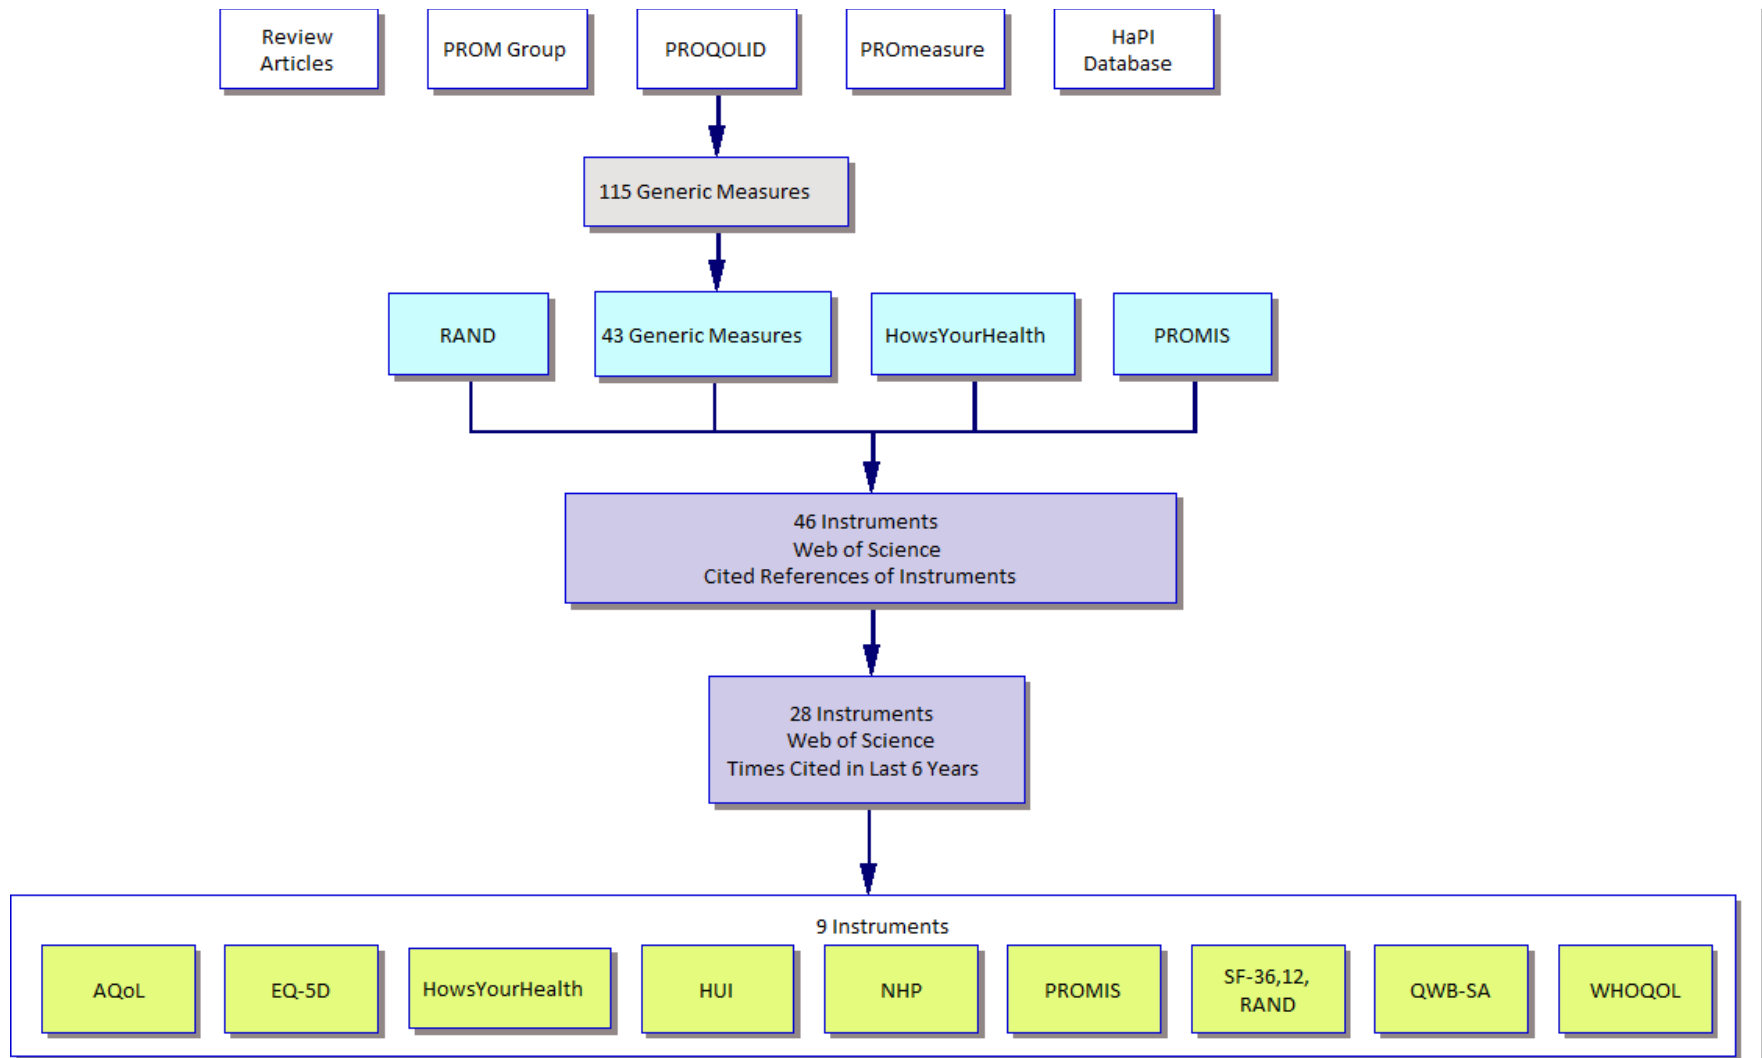 Review
Articles
PROM Group
PROQOLID
PROmeasure
HaPI
Database
115 Generic Measures
RAND
43 Generic Measures
HowsYourHealth
PROMIS
46 Instruments
Web of Science
Cited References of Instruments
28 Instruments
Web of Science
Times Cited in Last 6 Years
9 Instruments
AQoL
EQ-5D
HowsYourHealth
HUI
NHP
PROMIS
SF-36,12,
RAND
QWB-SA
WHOQOL